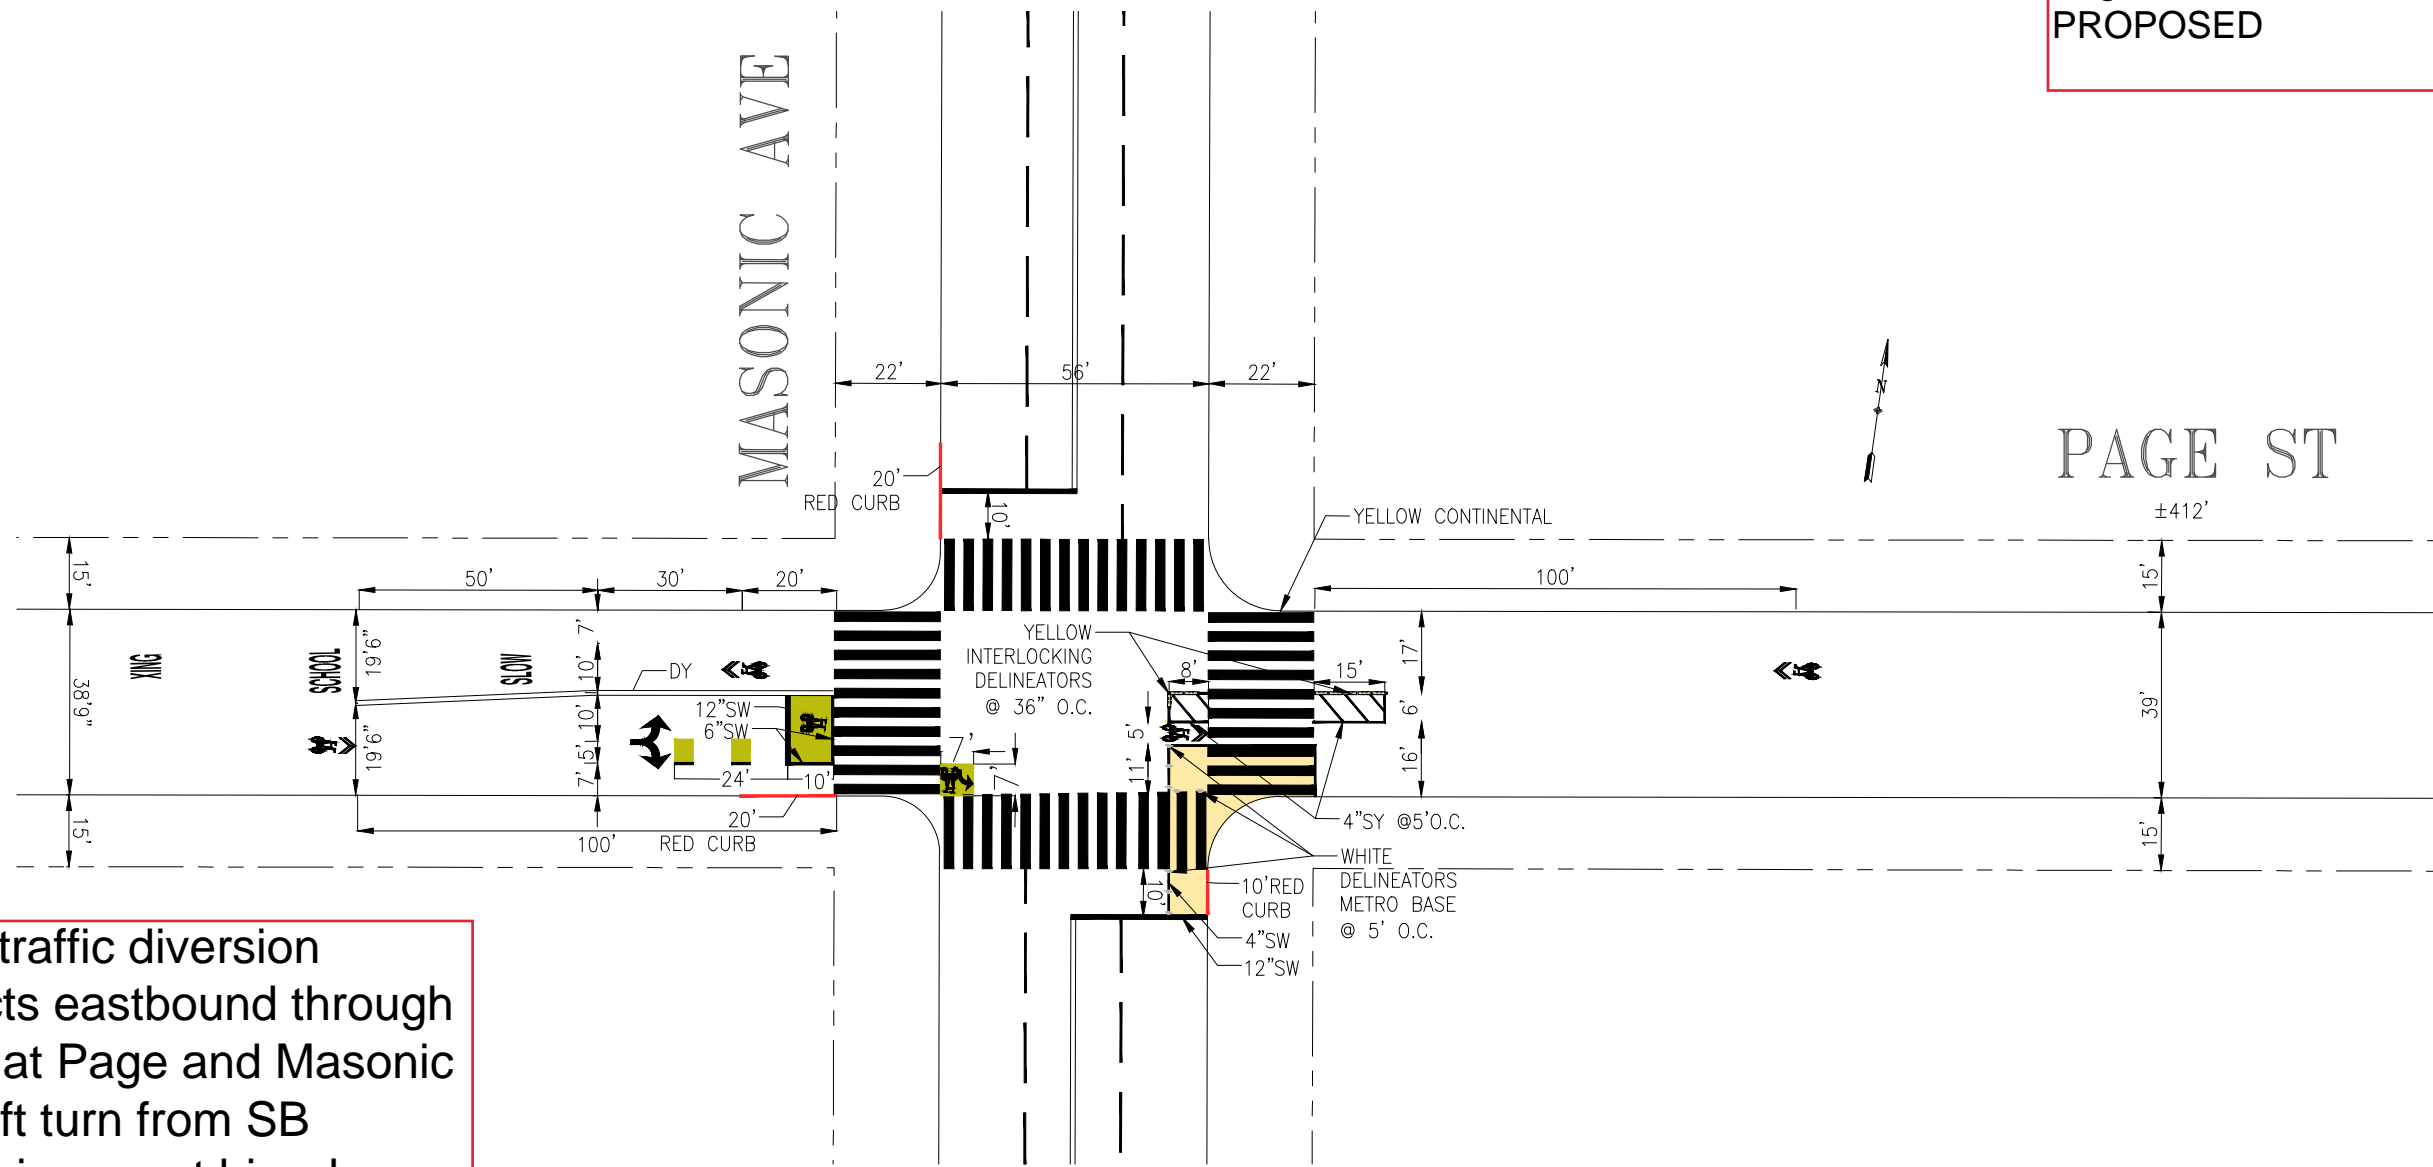 PROPOSED
MASONIC AVE
PAGE ST
±412'
22'
56'
22'
N
20'
RED CURB
10'
YELLOW CONTINENTAL
15'
50'
30'
20'
100'
15'
7'
19'6"
10'
XING
SCHOOL
SLOW
DY
YELLOW
INTERLOCKING
DELINEATORS
@ 36" O.C.
8'
15'
17'
38'9"
19'6"
10'
5'
7'
12"SW
6"SW
24'
10'
7'
7'
5'
11'
6'
16'
39'
15'
100'
20'
RED CURB
4"SY @5'O.C.
WHITE
DELINEATORS
METRO BASE
@ 5' O.C.
10'
10'RED
CURB
4"SW
12"SW
15'
traffic diversion
cts eastbound through
at Page and Masonic
ft turn from SB